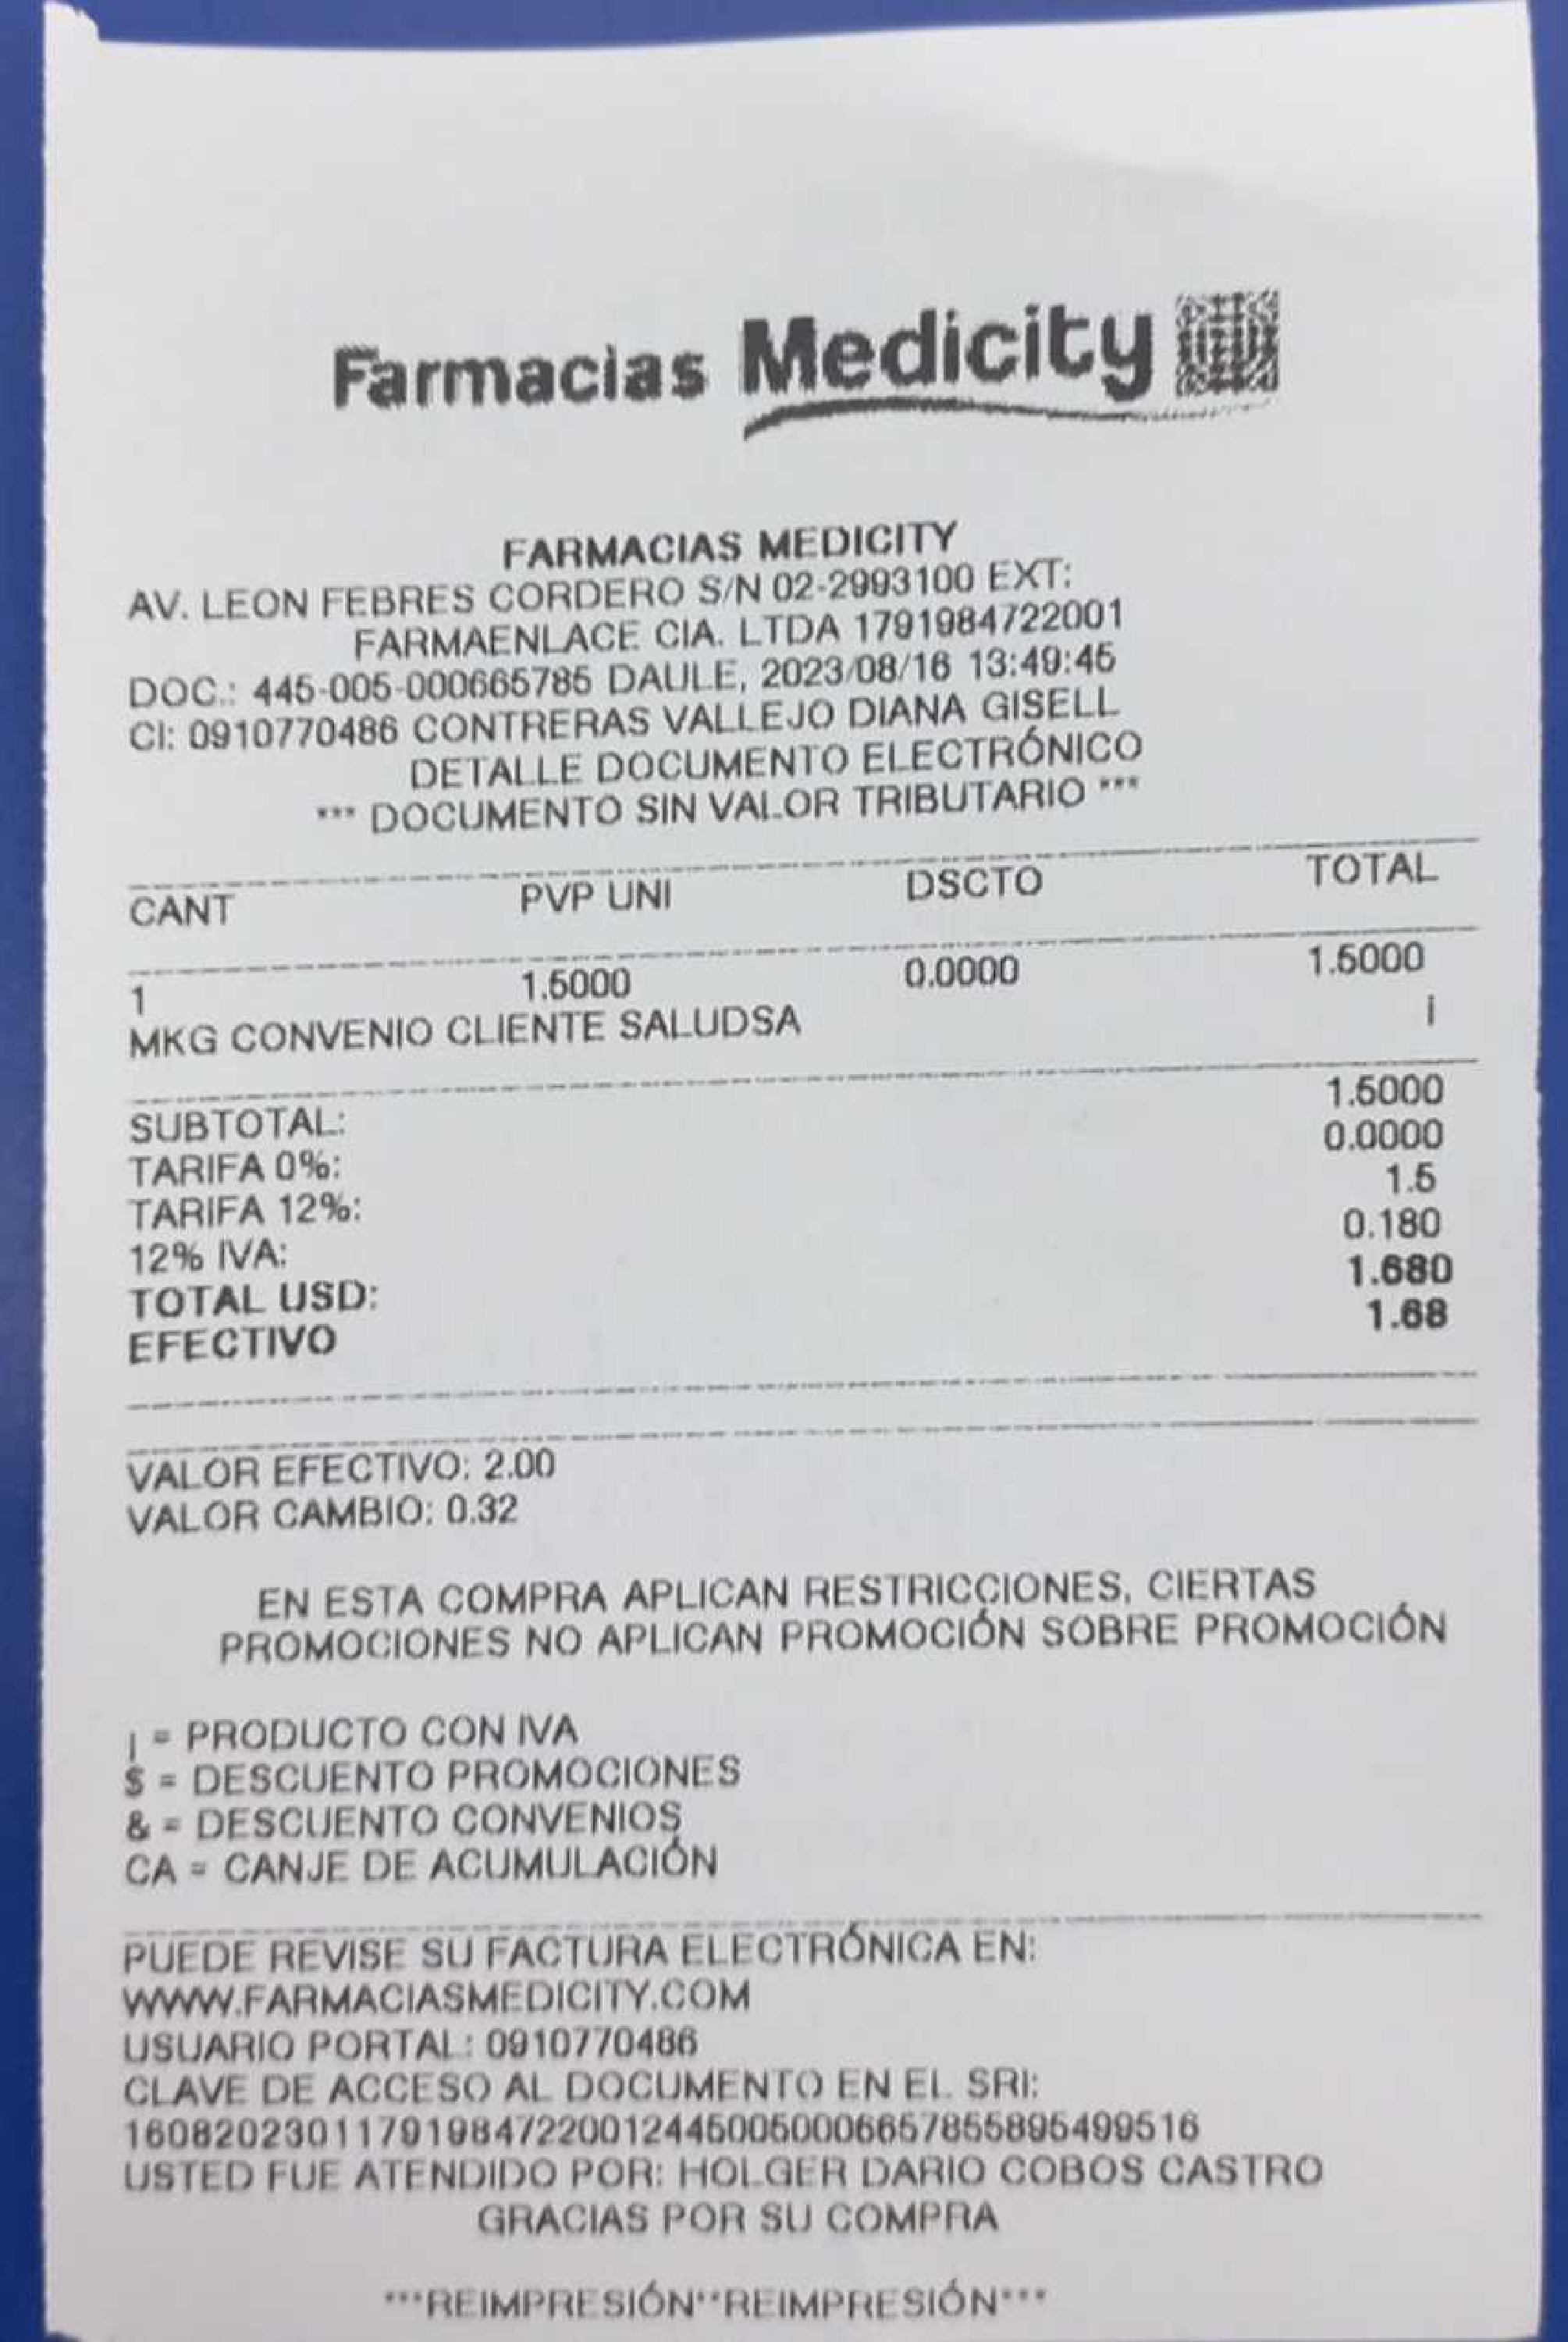 Farmacias Medicity
FARMACIAS MEDICITY
AV. LEON FEBRES CORDERO S/N 02-2993100 EXT:
FARMAENLACE CIA. LTDA 1791984722001
DOC.: 445-005-000665785 DAULE, 2023/08/16 13:49:45
CI: 0910770486 CONTRERAS VALLEJO DIANA GISELL
DETALLE DOCUMENTO ELECTRÓNICO
*** DOCUMENTO SIN VALOR TRIBUTARIO ***
CANT PVP UNI DSCTO TOTAL
1 1.5000 0.0000 1.5000
MKG CONVENIO CLIENTE SALUDSA i
SUBTOTAL: 1.5000
TARIFA 0%: 0.0000
TARIFA 12%: 1.5
12% IVA: 0.180
TOTAL USD: 1.680
EFECTIVO 1.68
VALOR EFECTIVO: 2.00
VALOR CAMBIO: 0.32
EN ESTA COMPRA APLICAN RESTRICCIONES, CIERTAS
PROMOCIONES NO APLICAN PROMOCIÓN SOBRE PROMOCIÓN
¡ = PRODUCTO CON IVA
$ = DESCUENTO PROMOCIONES
& = DESCUENTO CONVENIOS
CA = CANJE DE ACUMULACIÓN
PUEDE REVISE SU FACTURA ELECTRÓNICA EN:
WWW.FARMACIASMEDICITY.COM
USUARIO PORTAL: 0910770486
CLAVE DE ACCESO AL DOCUMENTO EN EL SRI:
1608202301179198472200124450050006657855895499516
USTED FUE ATENDIDO POR: HOLGER DARIO COBOS CASTRO
GRACIAS POR SU COMPRA
***REIMPRESIÓN**REIMPRESIÓN***